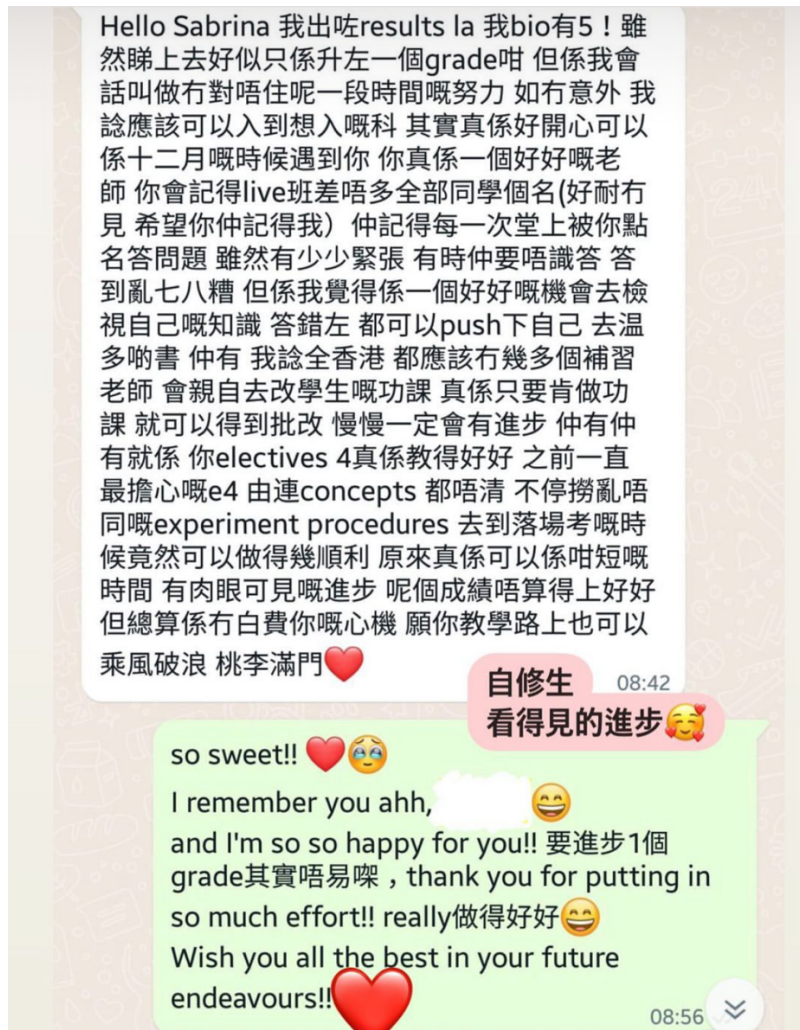 Hello Sabrina 我出咗results la 我bio有5！雖
然睇上去好似只係升左一個grade咁 但係我會
話叫做冇對唔住呢一段時間嘅努力 如冇意外 我
諗應該可以入到想入嘅科 其實真係好開心可以
係十二月嘅時候遇到你 你真係一個好好嘅老
師 你會記得live班差唔多全部同學個名(好耐冇
見 希望你仲記得我）仲記得每一次堂上被你點
名答問題 雖然有少少緊張 有時仲要唔識答 答
到亂七八糟 但係我覺得係一個好好嘅機會去檢
視自己嘅知識 答錯左 都可以push下自己 去温
多啲書 仲有 我諗全香港 都應該冇幾多個補習
老師 會親自去改學生嘅功課 真係只要肯做功
課 就可以得到批改 慢慢一定會有進步 仲有仲
有就係 你electives 4真係教得好好 之前一直
最擔心嘅e4 由連concepts 都唔清 不停撈亂唔
同嘅experiment procedures 去到落場考嘅時
候竟然可以做得幾順利 原來真係可以係咁短嘅
時間 有肉眼可見嘅進步 呢個成績唔算得上好好
但總算係冇白費你嘅心機 願你教學路上也可以
乘風破浪 桃李滿門❤️
08:42
自修生
看得見的進步🥰
so sweet!! ❤️🥹
I remember you ahh, 😄
and I'm so so happy for you!! 要進步1個
grade其實唔易㗎，thank you for putting in
so much effort!! really做得好好😄
Wish you all the best in your future
endeavours!!❤️
08:56